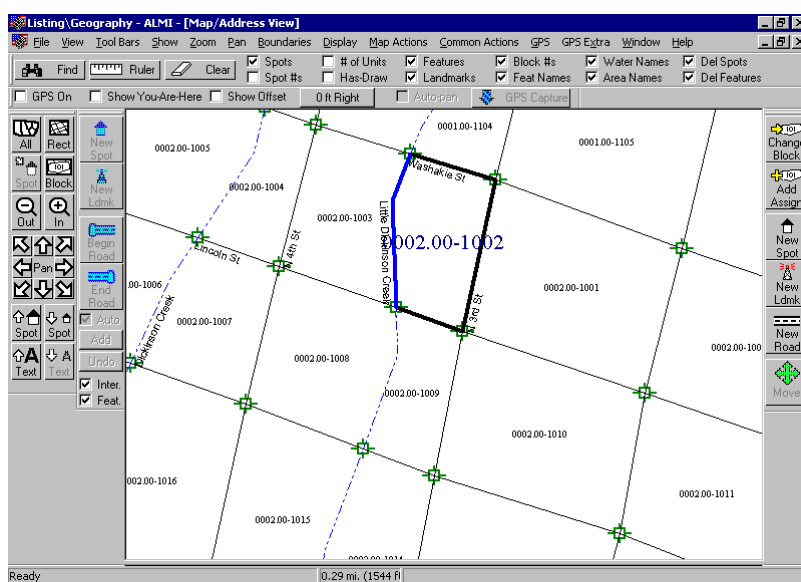 Listing\Geography - ALMI - [Map/Address View]
File View Tool Bars Show Zoom Pan Boundaries Display Map Actions Common Actions GPS GPS Extra Window Help
Find Ruler Clear Spots # of Units Features Block #s Water Names Del Spots
Spot #s Has-Draw Landmarks Feat Names Area Names Del Features
GPS On Show You-Are-Here Show Offset 0 ft Right Auto-pan GPS Capture
All Rect
Spot Block
Out In
Pan
Spot Spot
Text Text
New Spot
New Ldmk
Begin Road
End Road
Auto
Add
Undo
Inter.
Feat.
0001.00-1104
0001.00-1105
0002.00-1005
Washakie St
0002.00-1004
0002.00-1003
Little Dickinson Creek
0002.00-1002
Lincoln St
N 4th St
.00-1006
0002.00-1001
Dickinson Creek
0002.00-1007
N 3rd St
0002.00-100
0002.00-1008
0002.00-1009
0002.00-1010
0002.00-1016
0002.00-1011
0002.00-1015
0002.00-1014
Change Block
Add Assign
New Spot
New Ldmk
New Road
Move
Ready
0.29 mi. (1544 ft